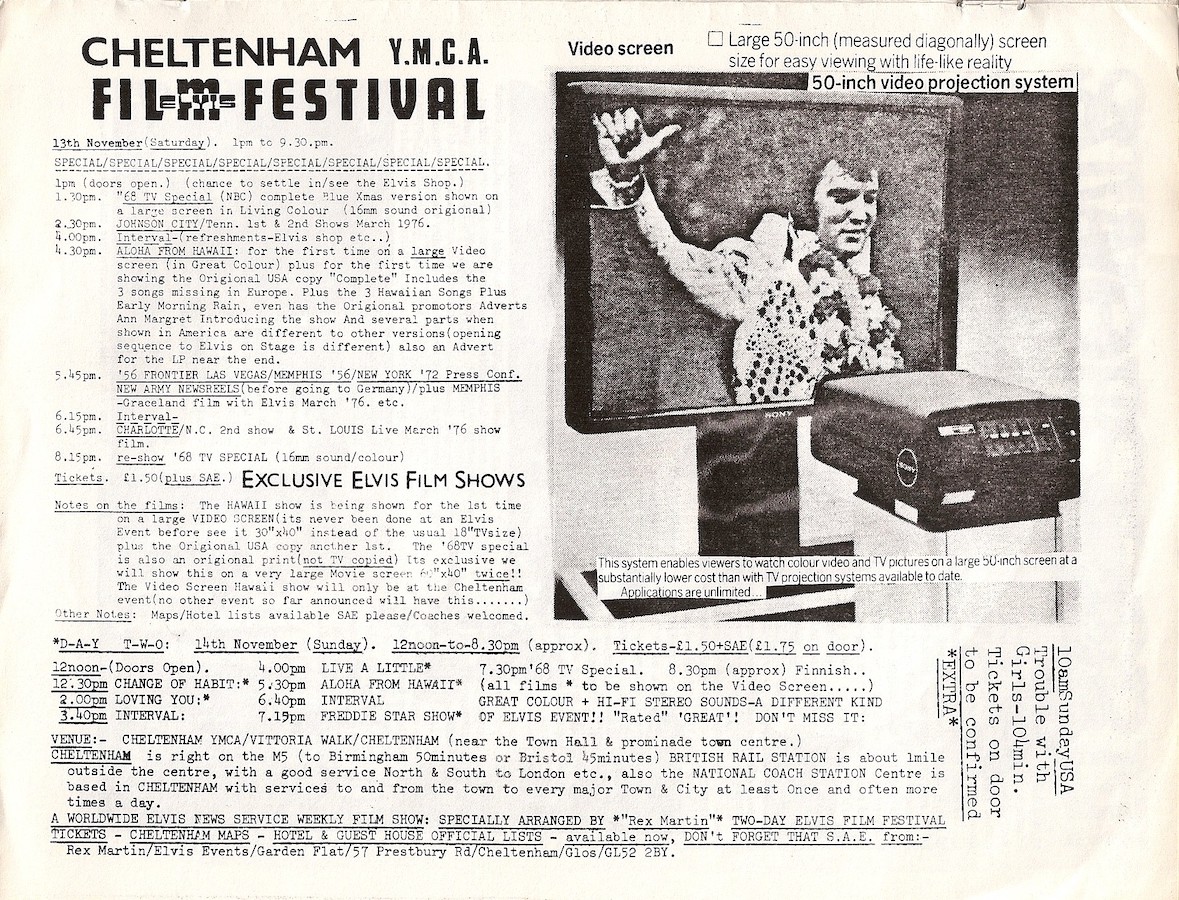 CHELTENHAM Y.M.C.A.
FILM FESTIVAL
ELVIS
13th November(Saturday). 1pm to 9.30.pm.
SPECIAL/SPECIAL/SPECIAL/SPECIAL/SPECIAL/SPECIAL/SPECIAL/SPECIAL.
1pm (doors open.) (chance to settle in/see the Elvis Shop.)
1.30pm. "68 TV Special (NBC) complete Blue Xmas version shown on
a large screen in Living Colour (16mm sound origional)
2.30pm. JOHNSON CITY/Tenn. 1st & 2nd Shows March 1976.
4.00pm. Interval-(refreshments-Elvis shop etc..)
4.30pm. ALOHA FROM HAWAII: for the first time on a large Video
screen (in Great Colour) plus for the first time we are
showing the Origional USA copy "Complete" Includes the
3 songs missing in Europe. Plus the 3 Hawaiian Songs Plus
Early Morning Rain, even has the Origional promotors Adverts
Ann Margret Introducing the show And several parts when
shown in America are different to other versions(opening
sequence to Elvis on Stage is different) also an Advert
for the LP near the end.
5.45pm. '56 FRONTIER LAS VEGAS/MEMPHIS '56/NEW YORK '72 Press Conf.
NEW ARMY NEWSREELS(before going to Germany)/plus MEMPHIS
-Graceland film with Elvis March '76. etc.
6.15pm. Interval-
6.45pm. CHARLOTTE/N.C. 2nd show & St. LOUIS Live March '76 show
film.
8.15pm. re-show '68 TV SPECIAL (16mm sound/colour)
Tickets. £1.50(plus SAE.) EXCLUSIVE ELVIS FILM SHOWS
Notes on the films: The HAWAII show is being shown for the 1st time
on a large VIDEO SCREEN(its never been done at an Elvis
Event before see it 30"x40" instead of the usual 18"TVsize)
plus the Origional USA copy another 1st. The '68TV special
is also an origional print(not TV copied) Its exclusive we
will show this on a very large Movie screen 60"x40" twice!!
The Video Screen Hawaii show will only be at the Cheltenham
event(no other event so far announced will have this.......)
Other Notes: Maps/Hotel lists available SAE please/Coaches welcomed.
Video screen
□ Large 50-inch (measured diagonally) screen
size for easy viewing with life-like reality
50-inch video projection system
SONY
SONY
This system enables viewers to watch colour video and TV pictures on a large 50-inch screen at a
substantially lower cost than with TV projection systems available to date.
Applications are unlimited...
*D-A-Y T-W-O: 14th November (Sunday). 12noon-to-8.30pm (approx). Tickets-£1.50+SAE(£1.75 on door).
12noon-(Doors Open). 4.00pm LIVE A LITTLE* 7.30pm'68 TV Special. 8.30pm (approx) Finnish..
12.30pm CHANGE OF HABIT:* 5.30pm ALOHA FROM HAWAII* (all films * to be shown on the Video Screen.....)
2.00pm LOVING YOU:* 6.40pm INTERVAL GREAT COLOUR + HI-FI STEREO SOUNDS-A DIFFERENT KIND
3.40pm INTERVAL: 7.15pm FREDDIE STAR SHOW* OF ELVIS EVENT!! "Rated" 'GREAT'! DON'T MISS IT:
10amSundayUSA
Trouble with
Girls-104min.
Tickets on door
to be confirmed
*EXTRA*
VENUE:- CHELTENHAM YMCA/VITTORIA WALK/CHELTENHAM (near the Town Hall & prominade town centre.)
CHELTENHAM is right on the M5 (to Birmingham 50minutes or Bristol 45minutes) BRITISH RAIL STATION is about 1mile
outside the centre, with a good service North & South to London etc., also the NATIONAL COACH STATION Centre is
based in CHELTENHAM with services to and from the town to every major Town & City at least Once and often more
times a day.
A WORLDWIDE ELVIS NEWS SERVICE WEEKLY FILM SHOW: SPECIALLY ARRANGED BY *"Rex Martin"* TWO-DAY ELVIS FILM FESTIVAL
TICKETS - CHELTENHAM MAPS - HOTEL & GUEST HOUSE OFFICIAL LISTS - available now, DON't FORGET THAT S.A.E. from:-
Rex Martin/Elvis Events/Garden Flat/57 Prestbury Rd/Cheltenham/Glos/GL52 2BY.